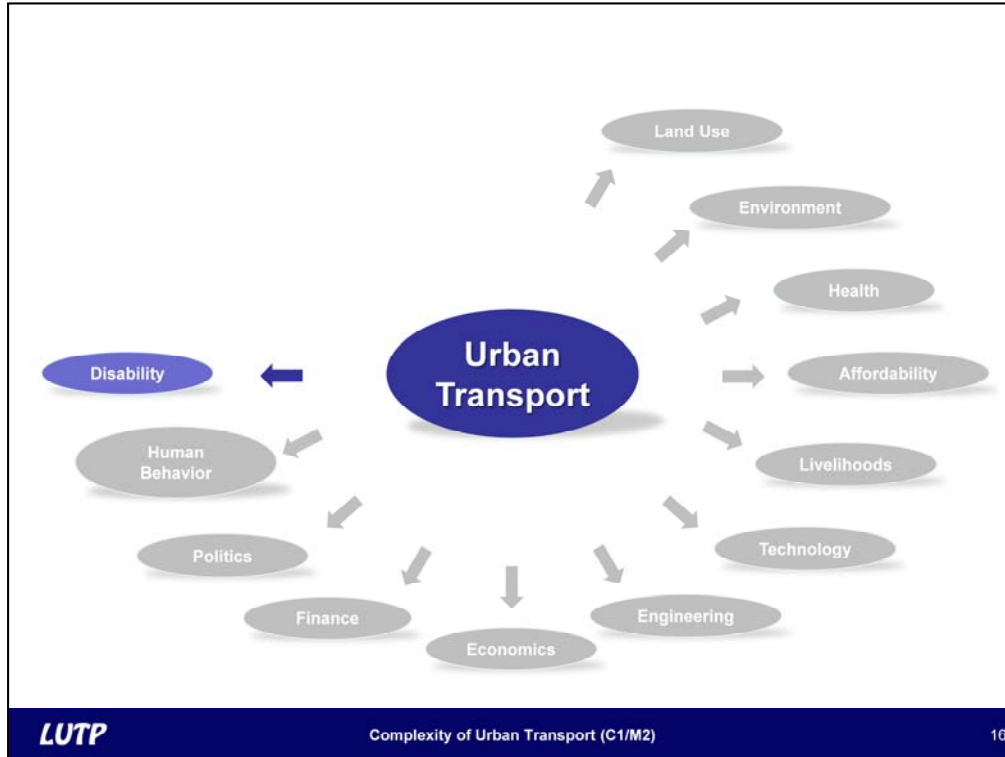 Land Use
Environment
Health
Urban
Transport
Disability
Affordability
Human
Behavior
Livelihoods
Politics
Technology
Finance
Engineering
Economics
LUTP
Complexity of Urban Transport (C1/M2)
16